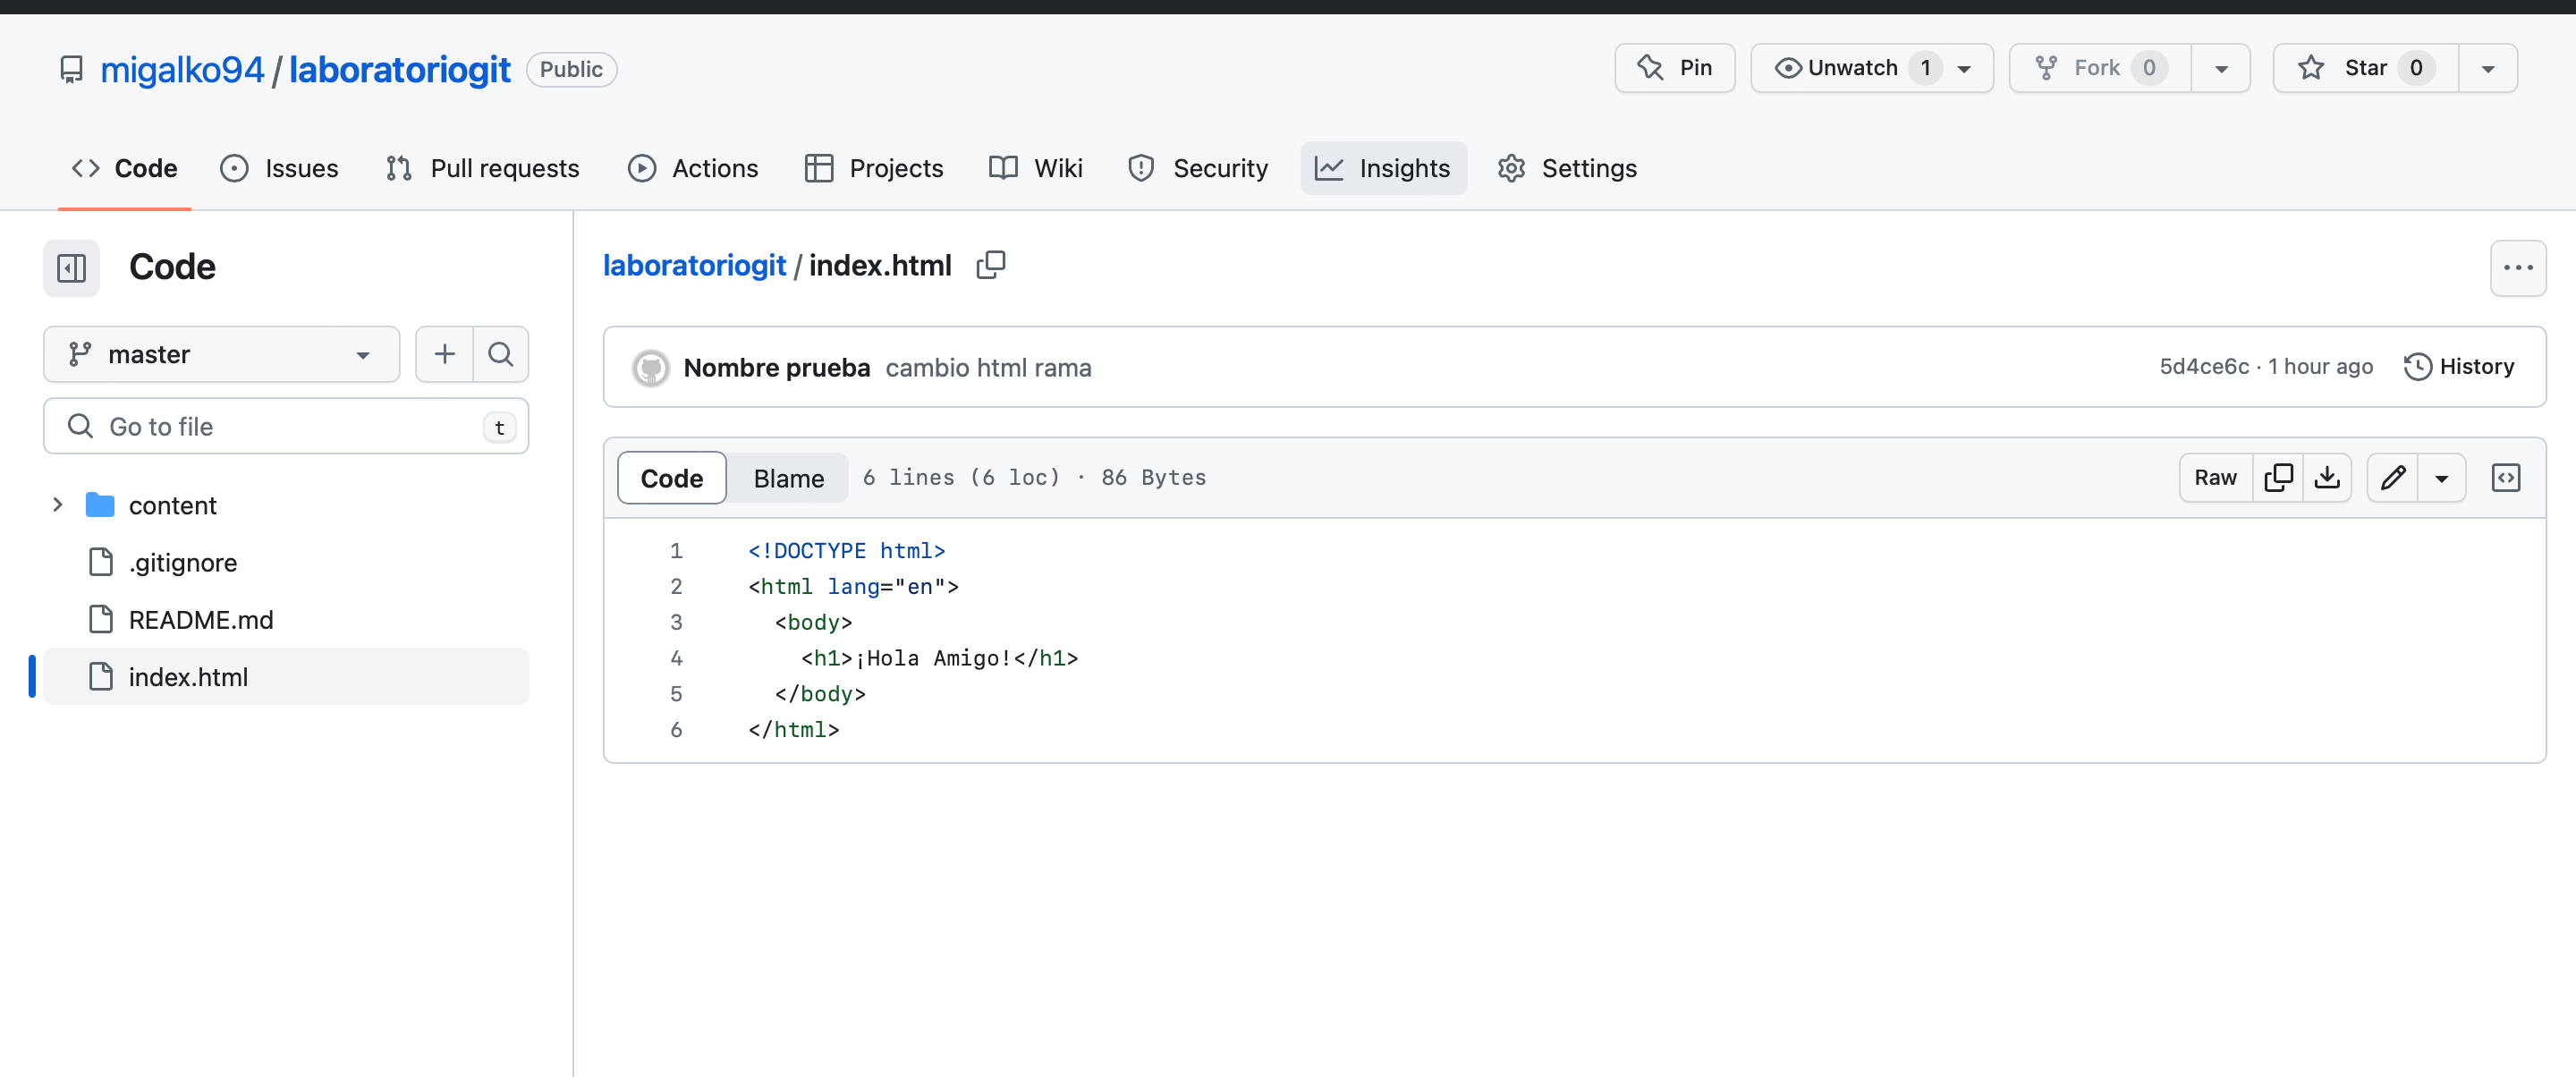 migalko94 / laboratoriogit Public
Pin
Unwatch 1
Fork 0
Star 0
Code
Issues
Pull requests
Actions
Projects
Wiki
Security
Insights
Settings
Code
master
Go to file
t
content
.gitignore
README.md
index.html
laboratoriogit / index.html
Nombre prueba cambio html rama
5d4ce6c · 1 hour ago
History
Code
Blame
6 lines (6 loc) · 86 Bytes
Raw
1 <!DOCTYPE html>
2 <html lang="en">
3   <body>
4     <h1>¡Hola Amigo!</h1>
5   </body>
6 </html>